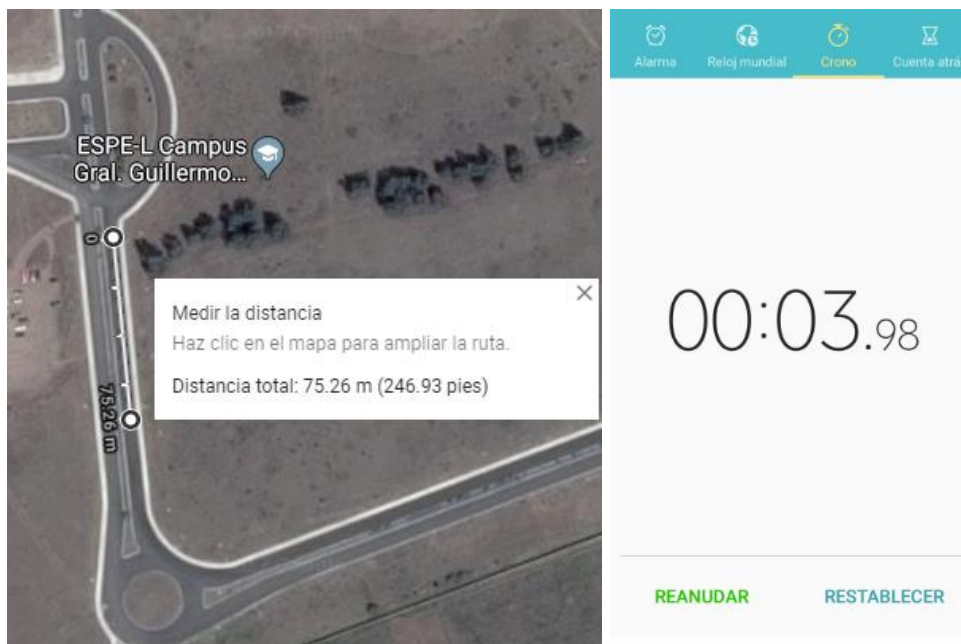 ESPE-L Campus
Gral. Guillermo...
0
Medir la distancia
Haz clic en el mapa para ampliar la ruta.
Distancia total: 75.26 m (246.93 pies)
75.26 m
Alarma
Reloj mundial
Crono
Cuenta atrá
00:03.98
REANUDAR
RESTABLECER